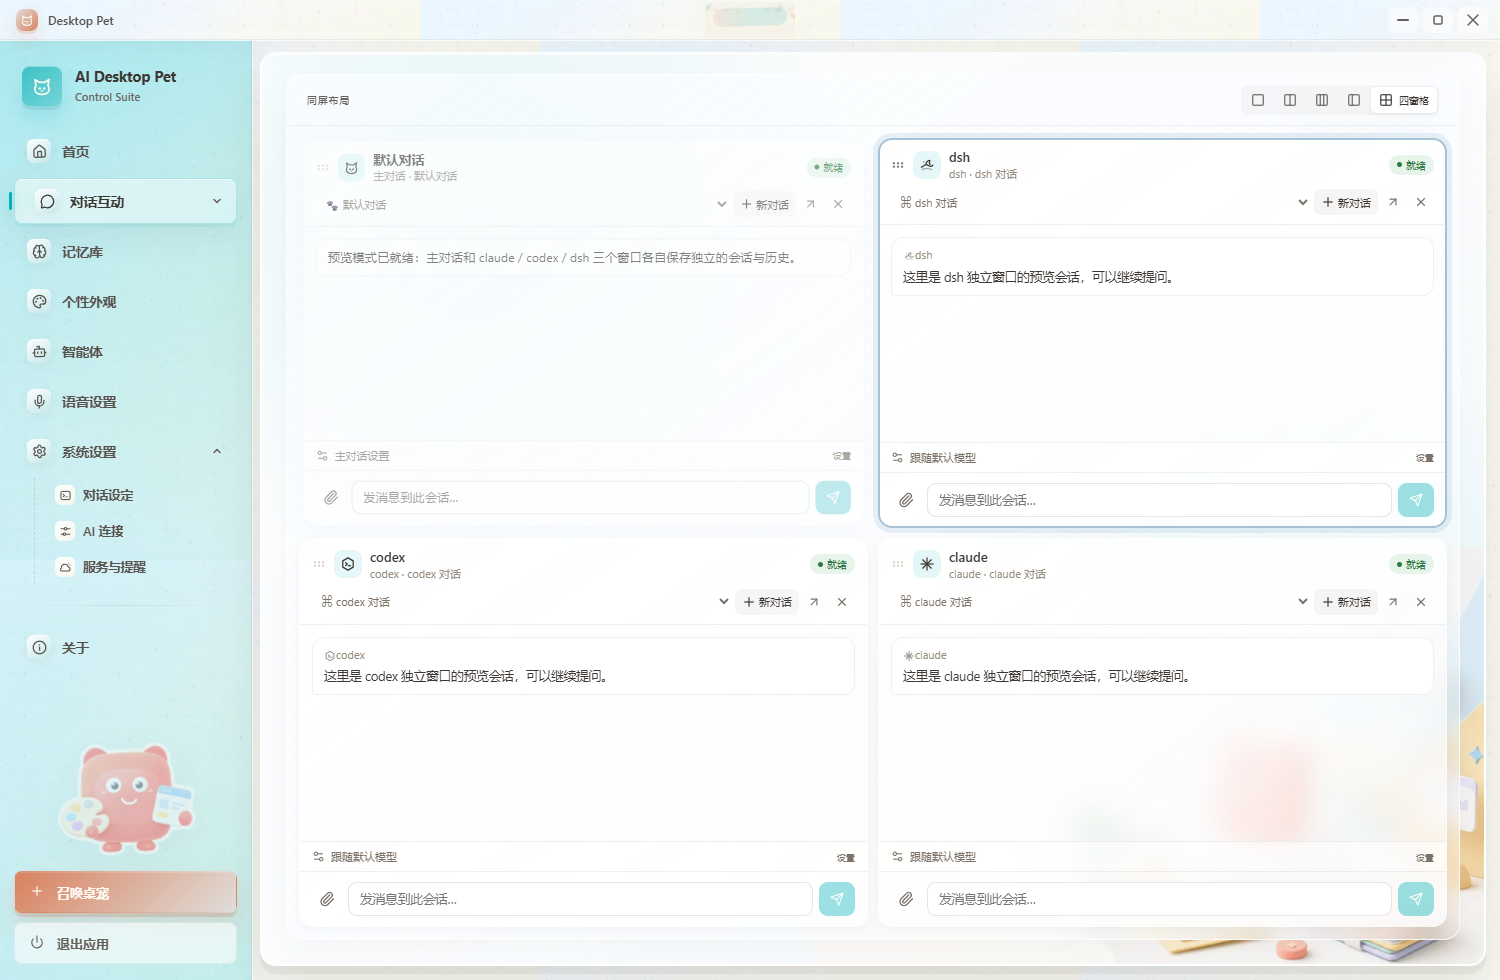 Desktop Pet
AI Desktop Pet
Control Suite
首页
对话互动
记忆库
个性外观
智能体
语音设置
系统设置
对话设定
AI 连接
服务与提醒
关于
召唤桌宠
退出应用
同屏布局
四窗格
默认对话
主对话 · 默认对话
就绪
默认对话
新对话
预览模式已就绪：主对话和 claude / codex / dsh 三个窗口各自保存独立的会话与历史。
主对话设置
设置
发消息到此会话...
dsh
dsh · dsh 对话
就绪
⌘ dsh 对话
新对话
dsh
这里是 dsh 独立窗口的预览会话，可以继续提问。
跟随默认模型
设置
发消息到此会话...
codex
codex · codex 对话
就绪
⌘ codex 对话
新对话
codex
这里是 codex 独立窗口的预览会话，可以继续提问。
跟随默认模型
设置
发消息到此会话...
claude
claude · claude 对话
就绪
⌘ claude 对话
新对话
claude
这里是 claude 独立窗口的预览会话，可以继续提问。
跟随默认模型
设置
发消息到此会话...